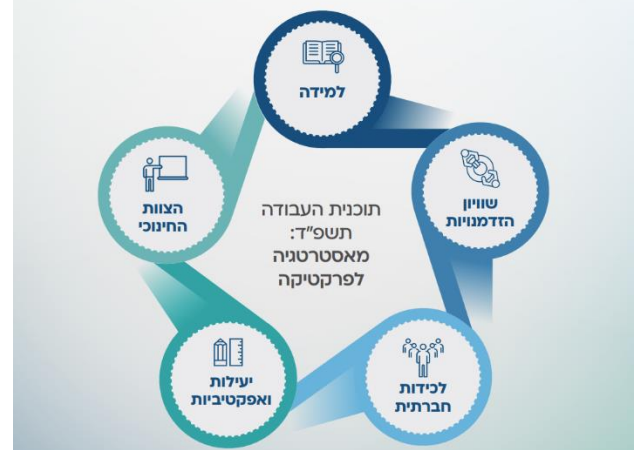 למידה
שוויון
הזדמנויות
לכידות
חברתית
יעילות
ואפקטיביות
הצוות
החינוכי
תוכנית העבודה
תשפ"ד:
מאסטרטגיה
לפרקטיקה